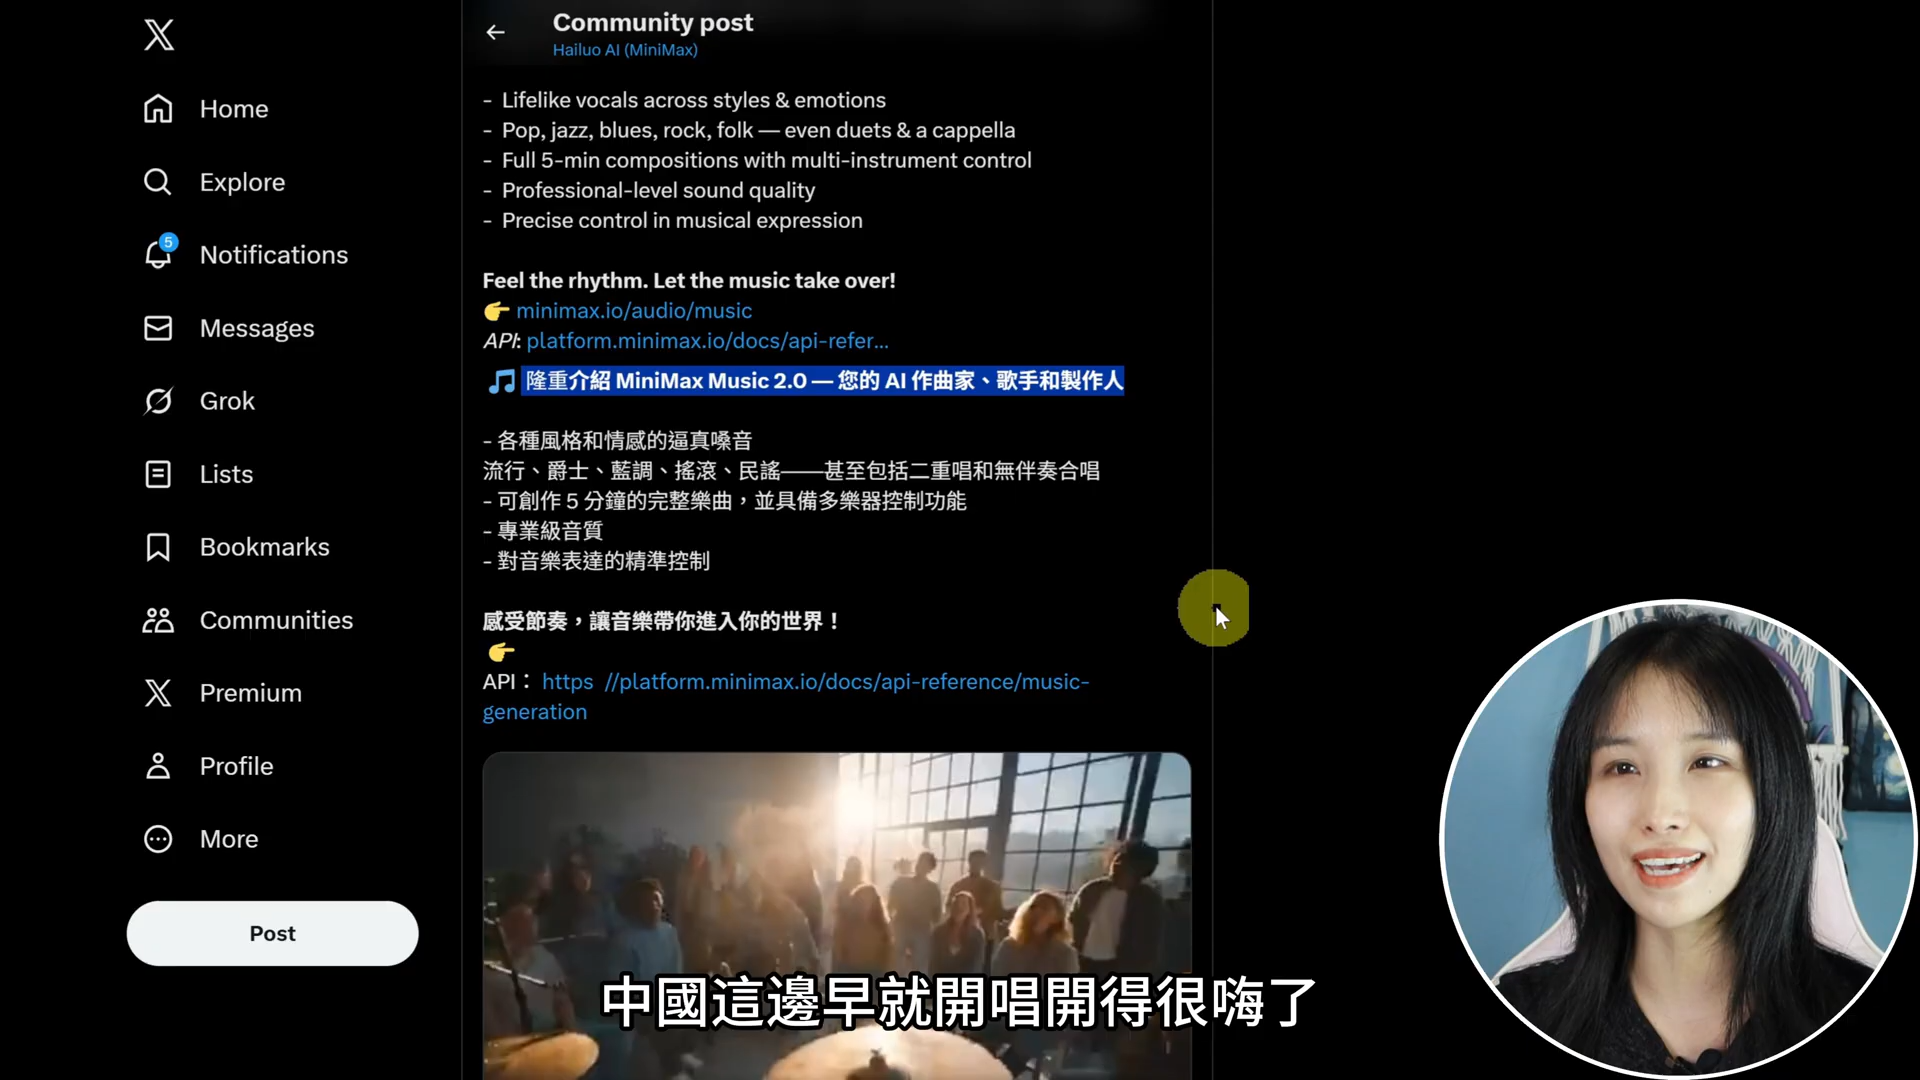 Home
Explore
5
Notifications
Messages
Grok
Lists
Bookmarks
Communities
Premium
Profile
More
Post
Community post
Hailuo AI (MiniMax)
- Lifelike vocals across styles & emotions
- Pop, jazz, blues, rock, folk — even duets & a cappella
- Full 5-min compositions with multi-instrument control
- Professional-level sound quality
- Precise control in musical expression
Feel the rhythm. Let the music take over!
👉 minimax.io/audio/music
API: platform.minimax.io/docs/api-refer...
🎵 隆重介紹 MiniMax Music 2.0 — 您的 AI 作曲家、歌手和製作人
- 各種風格和情感的逼真嗓音
流行、爵士、藍調、搖滾、民謠——甚至包括二重唱和無伴奏合唱
- 可創作 5 分鐘的完整樂曲，並具備多樂器控制功能
- 專業級音質
- 對音樂表達的精準控制
感受節奏，讓音樂帶你進入你的世界！
👉
API： https  //platform.minimax.io/docs/api-reference/music-
generation
中國這邊早就開唱開得很嗨了